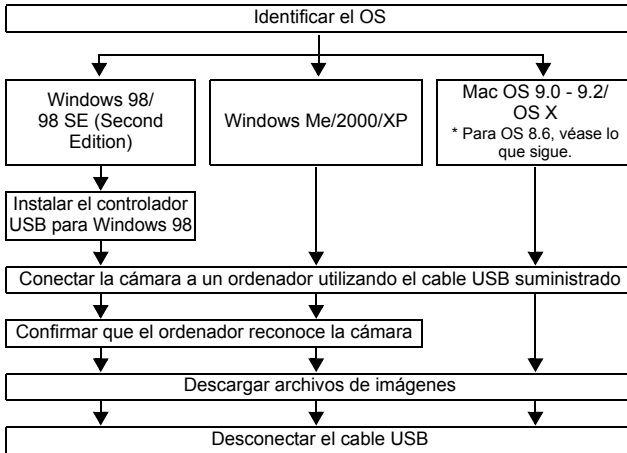 Identificar el OS
Windows 98/
98 SE (Second
Edition)
Windows Me/2000/XP
Mac OS 9.0 - 9.2/
OS X
* Para OS 8.6, véase lo
que sigue.
Instalar el controlador
USB para Windows 98
Conectar la cámara a un ordenador utilizando el cable USB suministrado
Confirmar que el ordenador reconoce la cámara
Descargar archivos de imágenes
Desconectar el cable USB